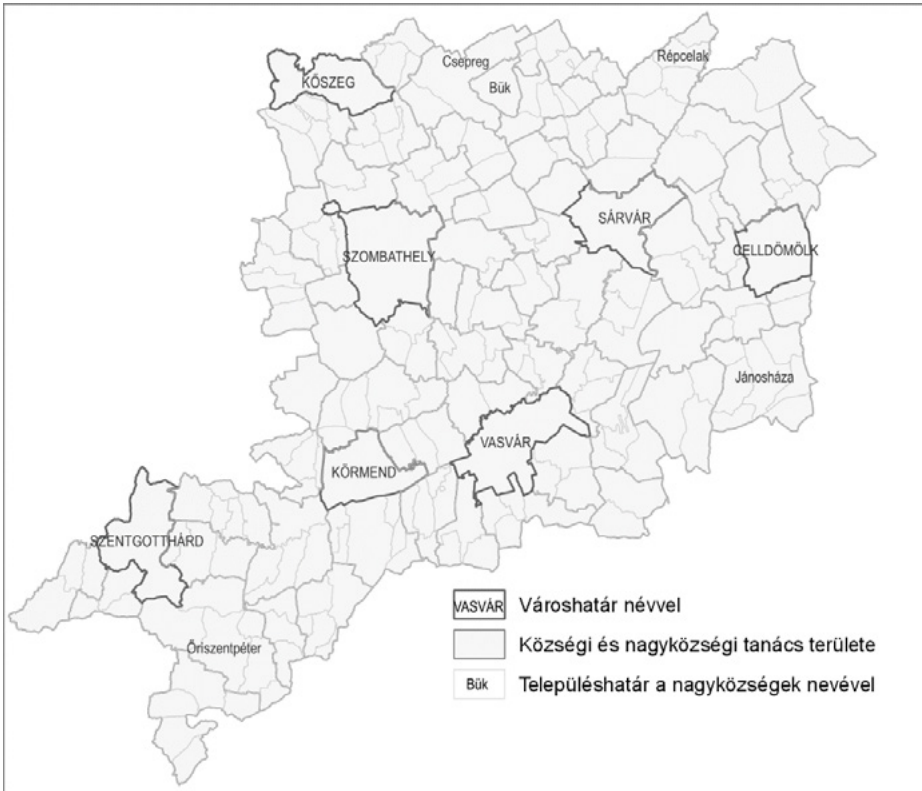 Répcelak
Csepreg
KŐSZEG
Bük
SÁRVÁR
CELLDÖMÖLK
SZOMBATHELY
Jánosháza
VASVÁR
KÖRMEND
SZENTGOTTHÁRD
Őriszentpéter
VASVÁR Városhatár névvel
Községi és nagyközségi tanács területe
Bük Településhatár a nagyközségek nevével